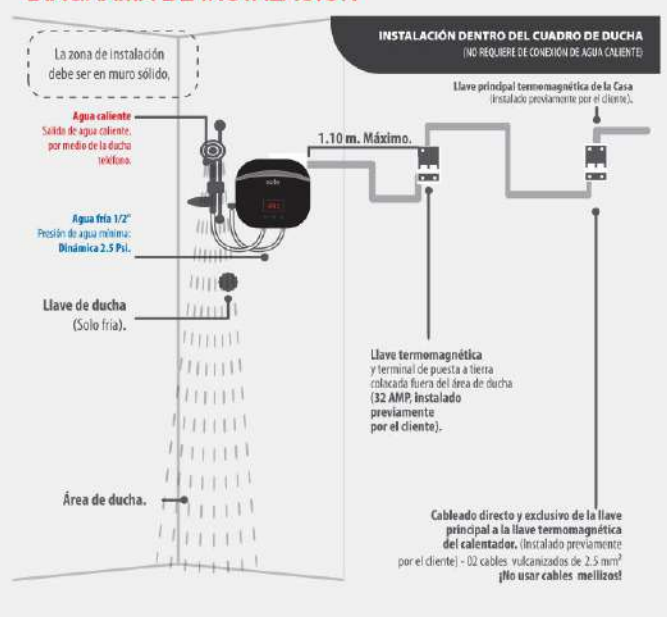 DIAGRAMA DE INSTALACIÓN
La zona de instalación
debe ser en muro sólido,
INSTALACIÓN DENTRO DEL CUADRO DE DUCHA
(NO REQUIERE DE CONEXIÓN DE AGUA CALIENTE)
Llave principal termomagnética de la Casa
(Instalado previamente por el cliente).
Agua caliente
Salida de agua caliente,
por medio de la ducha
teléfono.
1.10 m. Máximo.
sole
Agua fría 1/2"
Presión de agua mínima:
Dinámica 2.5 Psi.
Llave de ducha
(Solo fría).
Llave termomagnética
y terminal de puesta a tierra
colacada fuera del área de ducha
(32 AMP, instalado
previamente
por el cliente).
Área de ducha.
Cableado directo y exclusivo de la llave
principal a la llave termomagnética
del calentador. (Instalado previamente
por el cliente) - 02 cables vulcanizados de 2.5 mm²
¡No usar cables mellizos!